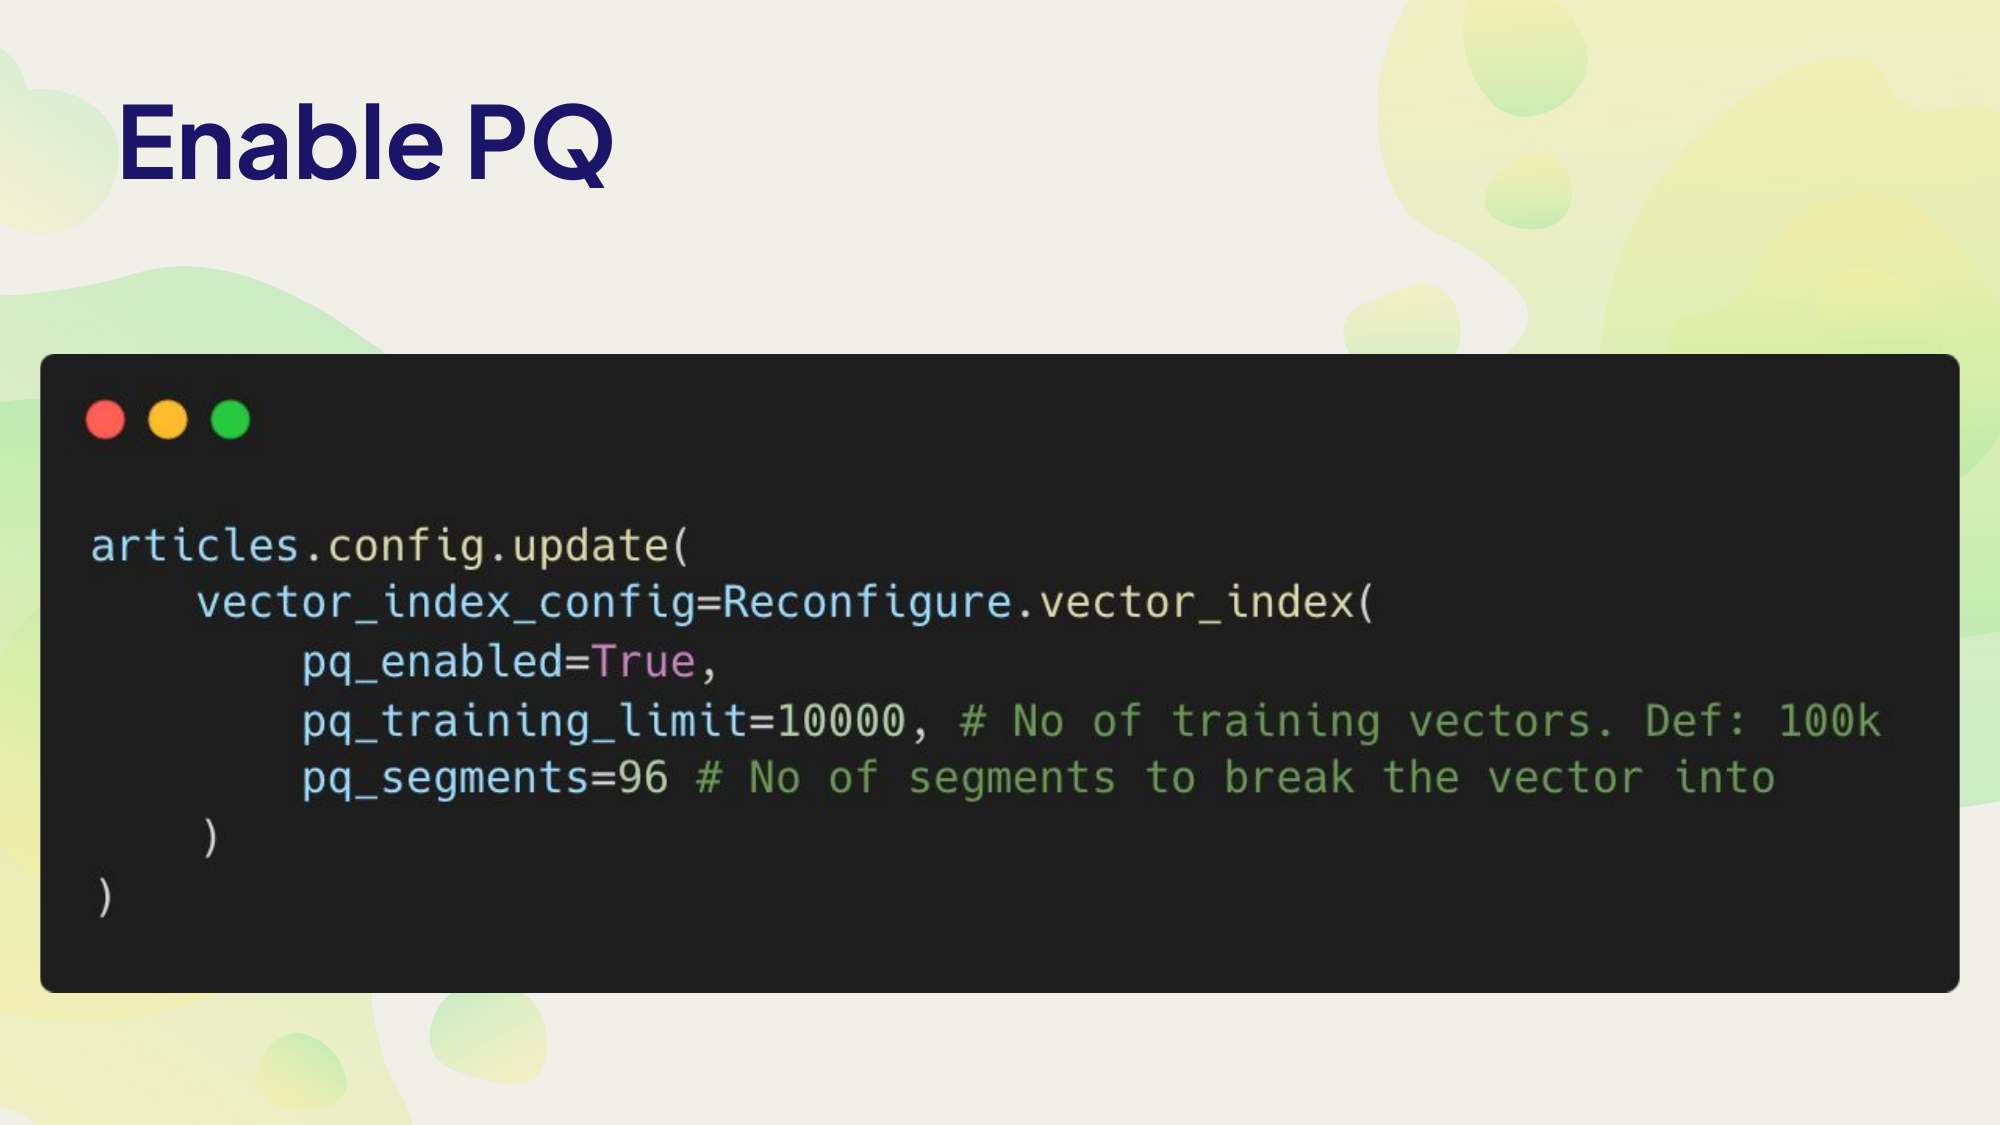 Enable PQ
articles.config.update(
    vector_index_config=Reconfigure.vector_index(
        pq_enabled=True,
        pq_training_limit=10000, # No of training vectors. Def: 100k
        pq_segments=96 # No of segments to break the vector into
    )
)